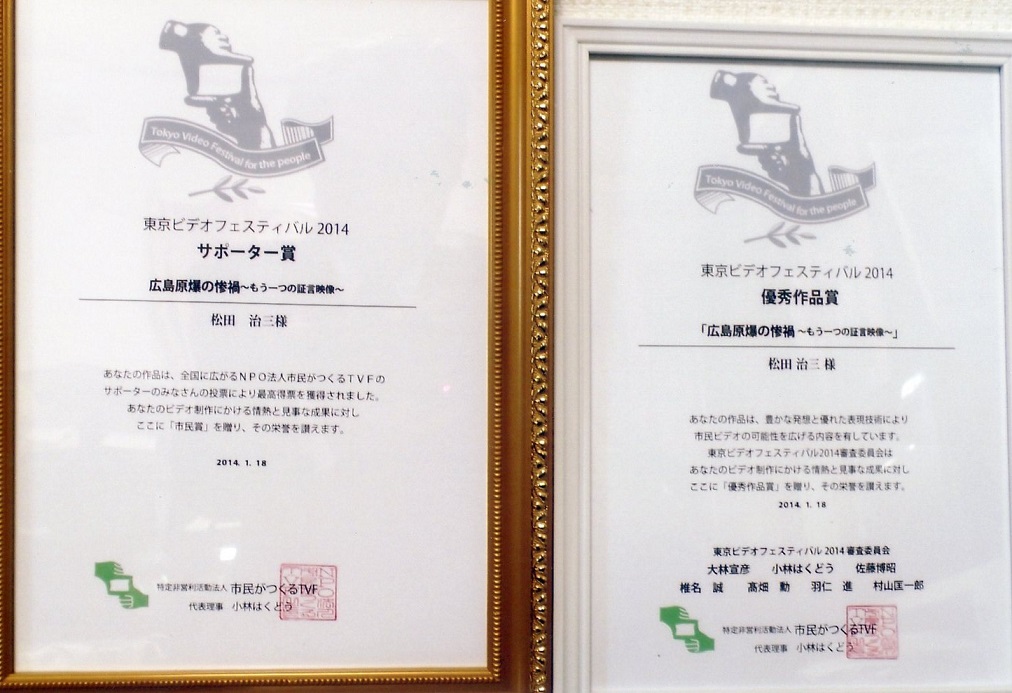 Tokyo Video Festival for the people
東京ビデオフェスティバル 2014
サポーター賞
広島原爆の惨禍～もう一つの証言映像～
松田　治三様
あなたの作品は、全国に広がるＮＰＯ法人市民がつくるＴＶＦの
サポーターのみなさんの投票により最高得票を獲得されました。
あなたのビデオ制作にかける情熱と見事な成果に対し
ここに「市民賞」を贈り、その栄誉を讃えます。
2014. 1. 18
特定非営利活動法人 市民がつくるTVF
代表理事　小林はくどう
Tokyo Video Festival for the people
東京ビデオフェスティバル 2014
優秀作品賞
「広島原爆の惨禍 ～もう一つの証言映像～」
松田 治三 様
あなたの作品は、豊かな発想と優れた表現技術により
市民ビデオの可能性を広げる内容を有しています。
東京ビデオフェスティバル2014審査委員会は
あなたのビデオ制作にかける情熱と見事な成果に対し
ここに「優秀作品賞」を贈り、その栄誉を讃えます。
2014. 1. 18
東京ビデオフェスティバル 2014 審査委員会
大林宣彦　小林はくどう　佐藤博昭
椎名　誠　髙畑　勲　羽仁　進　村山匡一郎
特定非営利活動法人 市民がつくるTVF
代表理事　小林はくどう